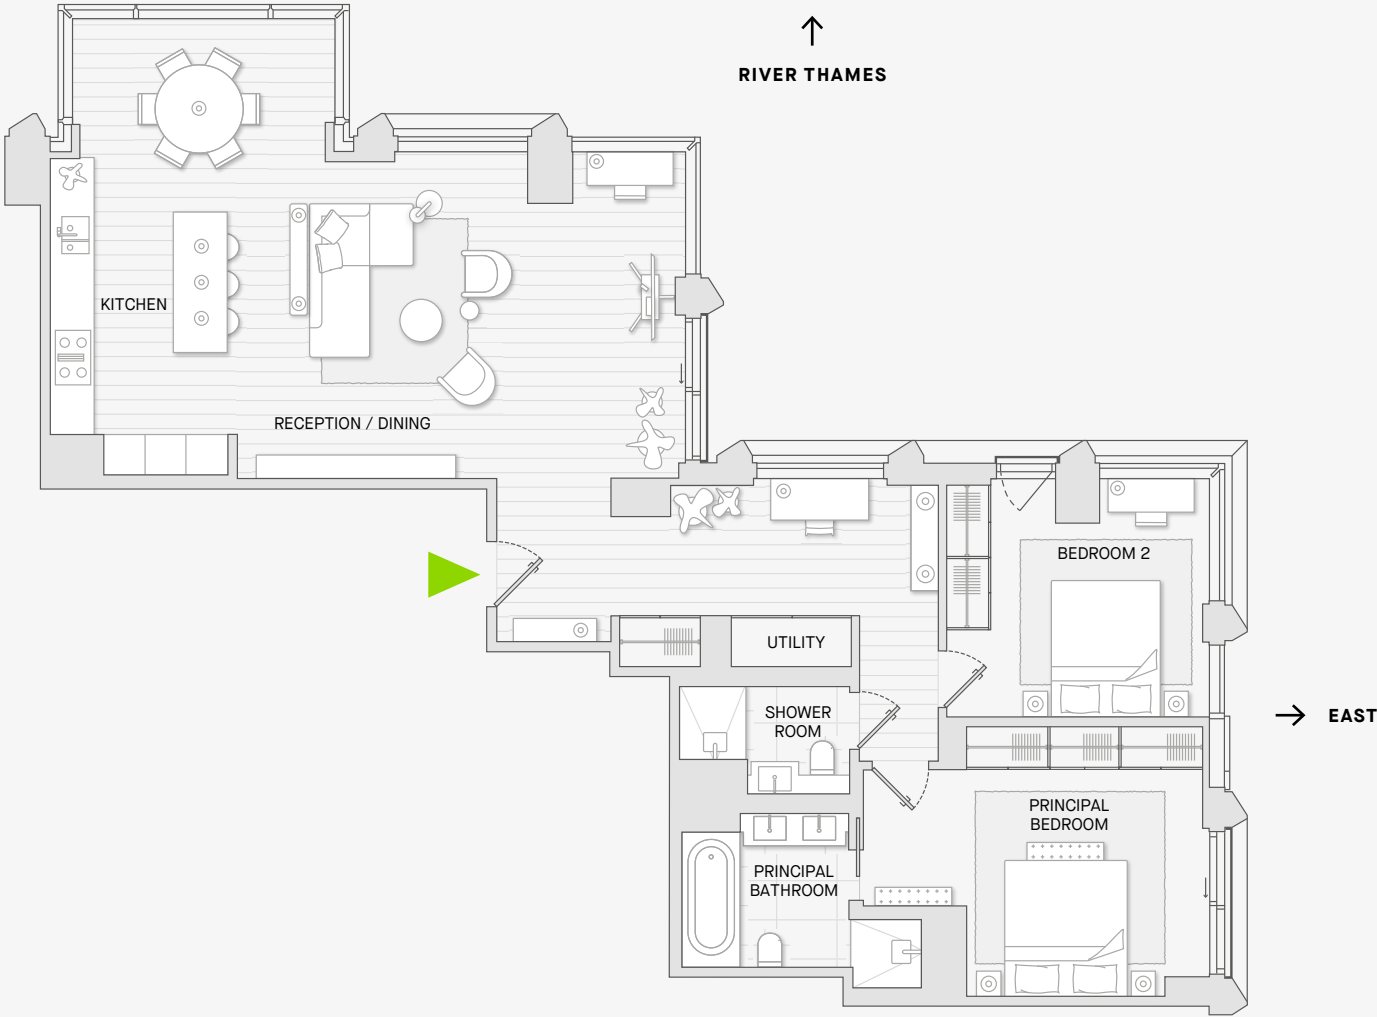 RIVER THAMES
KITCHEN
RECEPTION / DINING
BEDROOM 2
UTILITY
SHOWER
ROOM
EAST
PRINCIPAL
BEDROOM
PRINCIPAL
BATHROOM